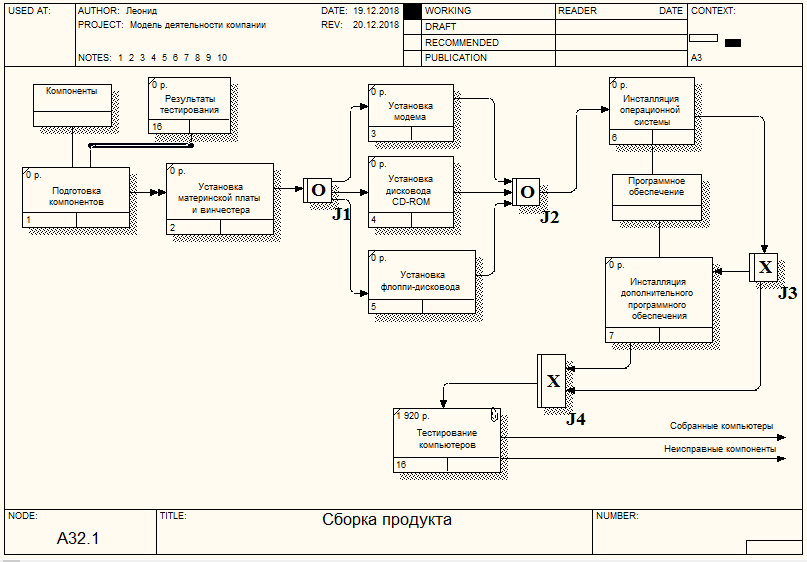 USED AT:
AUTHOR: Леонид
DATE: 19.12.2018
WORKING
READER
DATE
CONTEXT:
PROJECT: Модель деятельности компании
REV: 20.12.2018
DRAFT
RECOMMENDED
NOTES: 1 2 3 4 5 6 7 8 9 10
PUBLICATION
A3
Компоненты
0 р.
Результаты
тестирования
16
0 р.
Подготовка
компонентов
1
0 р.
Установка
материнской платы
и винчестера
2
O
J1
0 р.
Установка
модема
3
0 р.
Установка
дисковода
CD-ROM
4
0 р.
Установка
флоппи-дисковода
5
O
J2
0 р.
Инсталляция
операционной
системы
6
Программное
обеспечение
X
J3
0 р.
Инсталляция
дополнительного
программного
обеспечения
7
X
J4
1 920 р.
Тестирование
компьютеров
16
Собранные компьютеры
Неисправные компоненты
NODE:
A32.1
TITLE:
Сборка продукта
NUMBER: